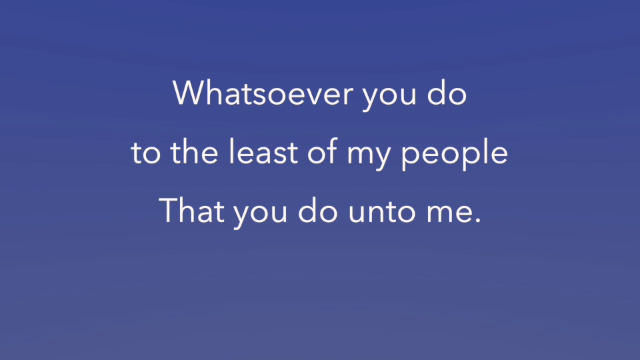 Whatsoever you do
to the least of my people
That you do unto me.